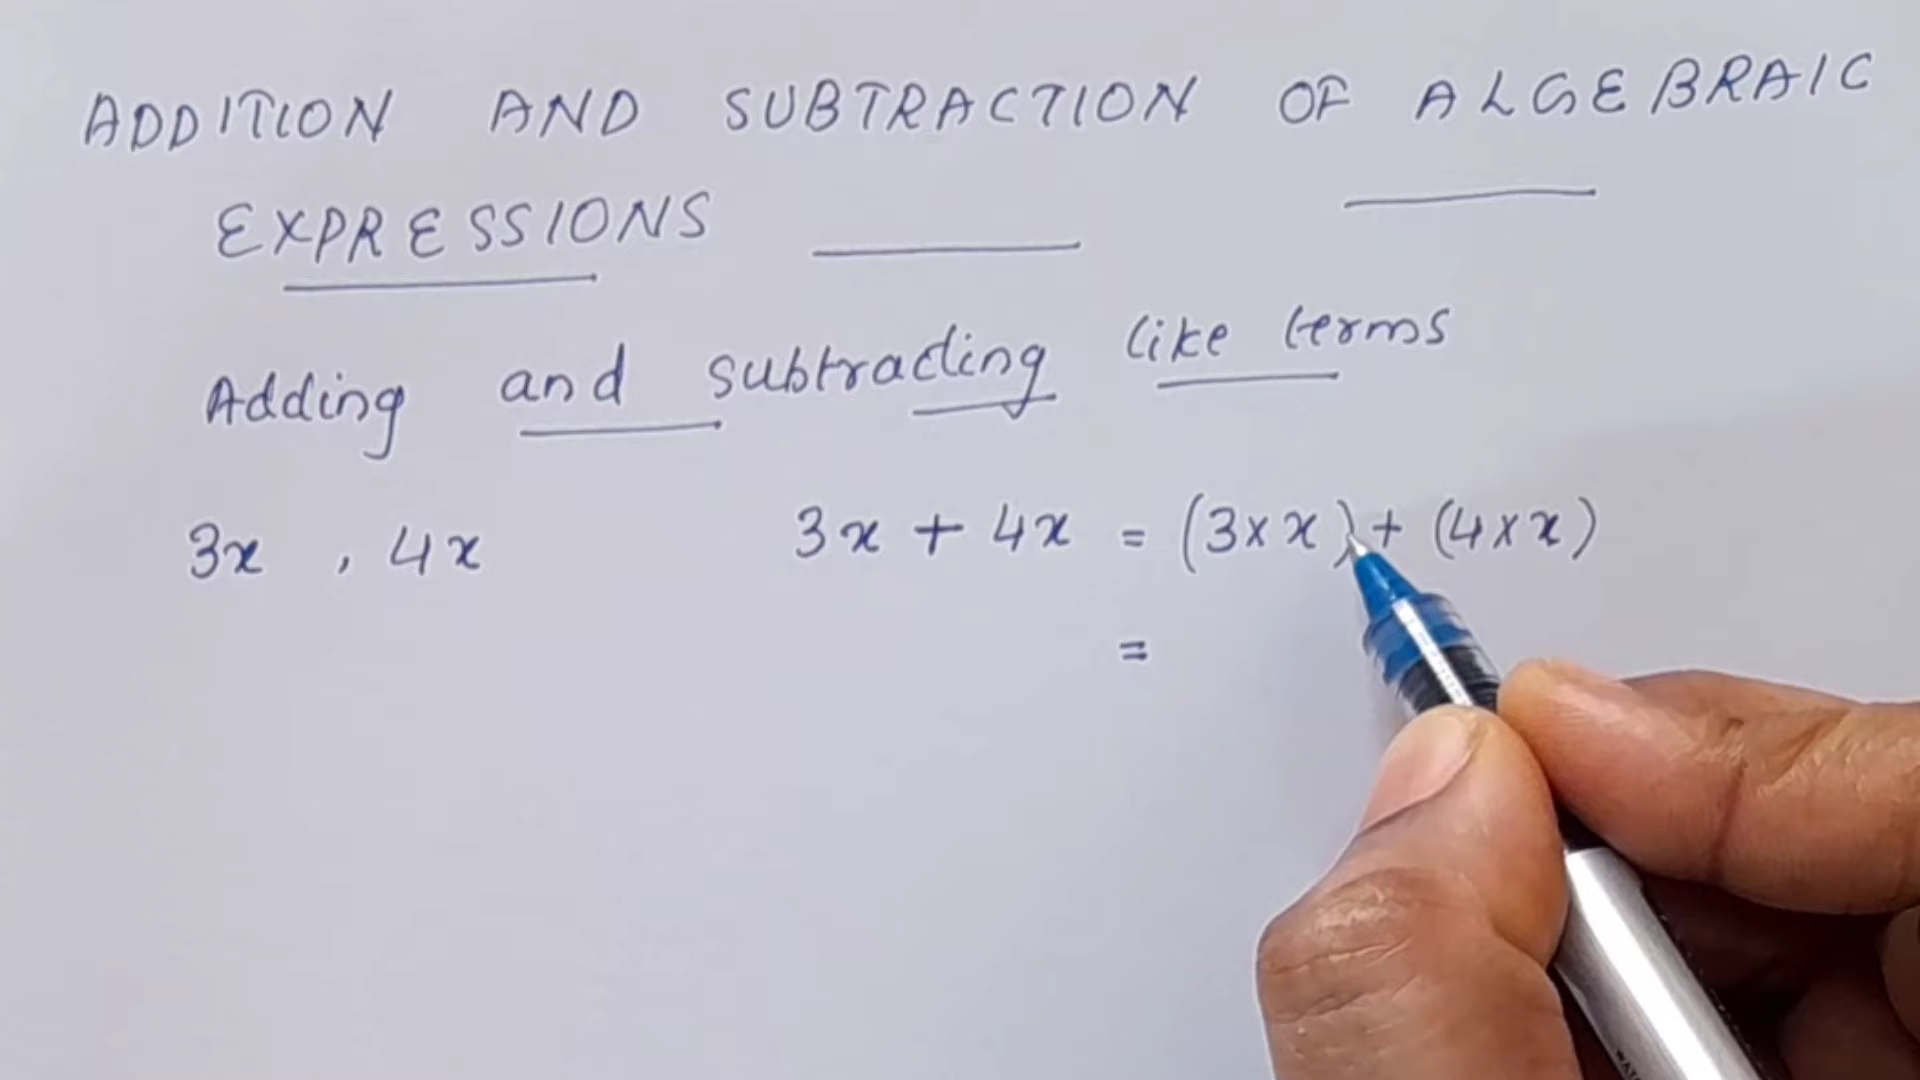 ADDITION AND SUBTRACTION OF ALGEBRAIC
EXPRESSIONS
Adding and subtracting like terms
3x , 4x 3x + 4x = (3×x) + (4×x)
=